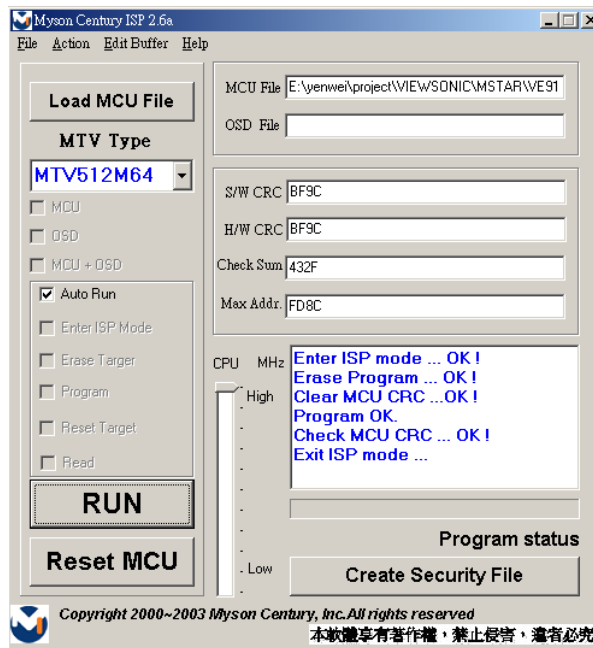 Myson Century ISP 2.6a
File Action Edit Buffer Help
Load MCU File
MTV Type
MTV512M64
MCU
OSD
MCU + OSD
Auto Run
Enter ISP Mode
Erase Targer
Program
Reset Target
Read
RUN
Reset MCU
MCU File E:\yenwei\project\VIEWSONIC\MSTAR\VE91
OSD File
S/W CRC BF9C
H/W CRC BF9C
Check Sum 432F
Max Addr. FD8C
CPU MHz
High
Low
Enter ISP mode ... OK !
Erase Program ... OK !
Clear MCU CRC ...OK !
Program OK.
Check MCU CRC ... OK !
Exit ISP mode ...
Program status
Create Security File
Copyright 2000~2003 Myson Century, Inc.All rights reserved
本軟體享有著作權，禁止侵害，違者必究